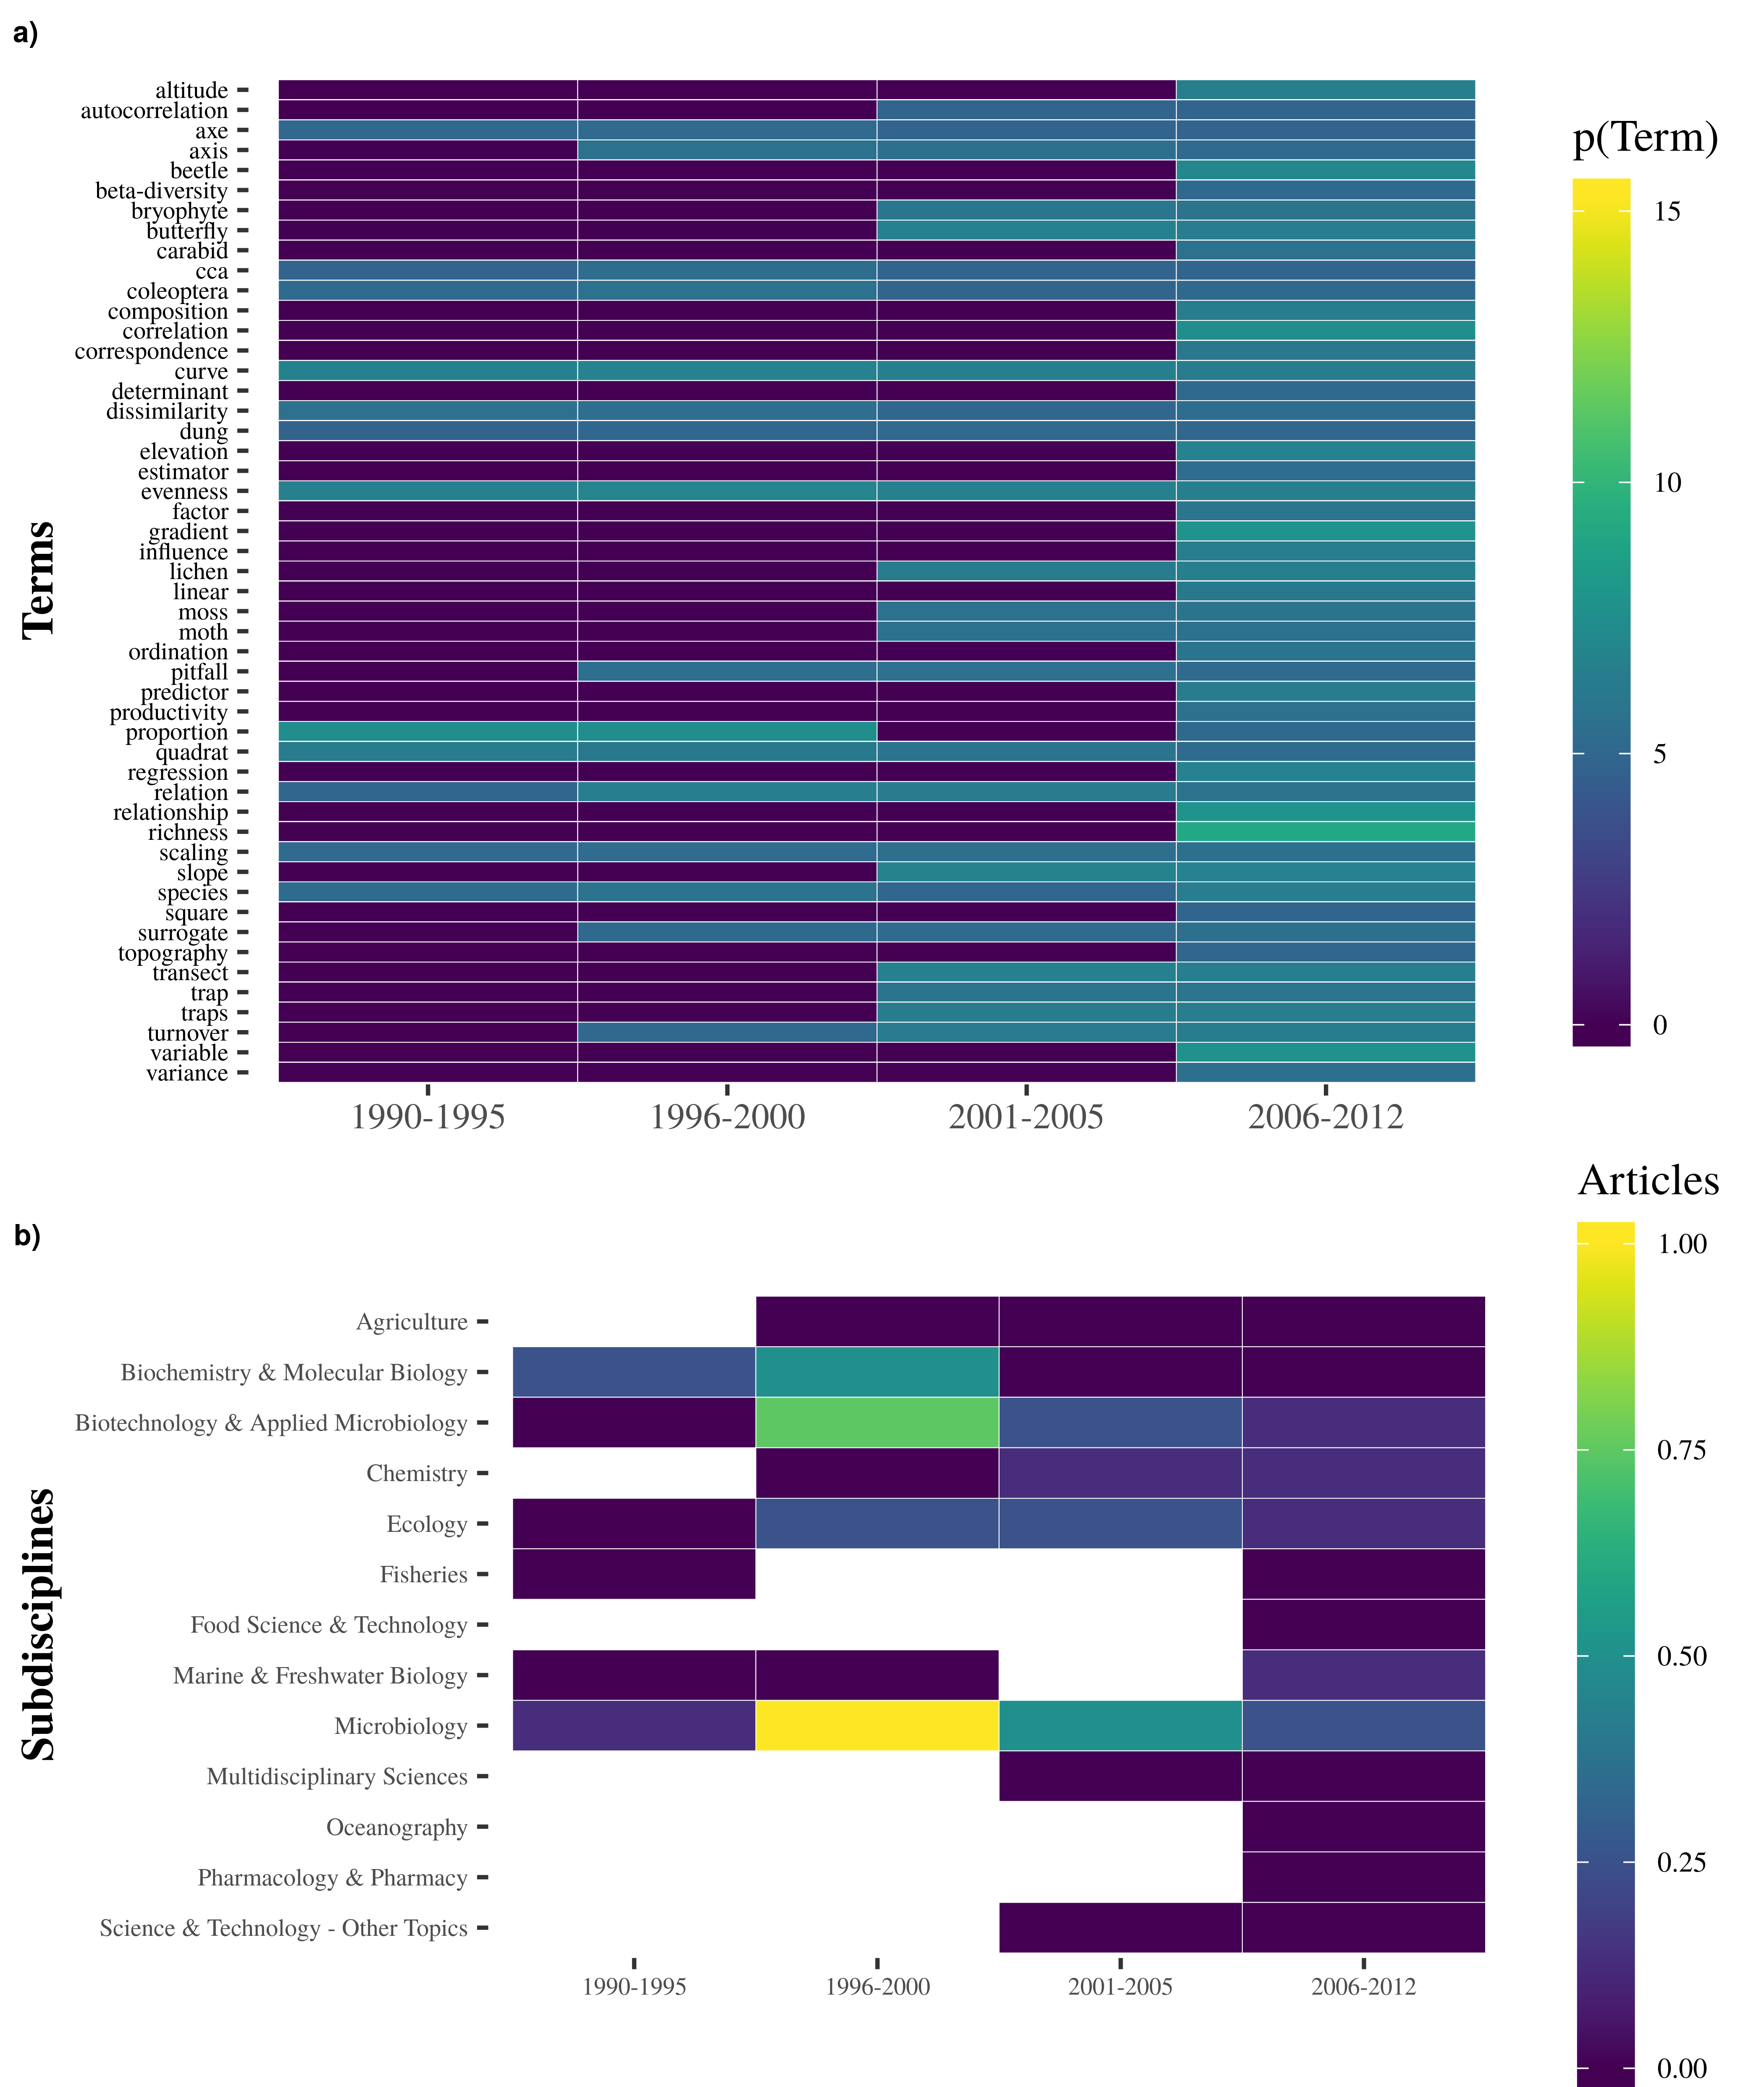 a)
Terms
altitude
autocorrelation
axe
axis
beetle
beta-diversity
bryophyte
butterfly
carabid
cca
coleoptera
composition
correlation
correspondence
curve
determinant
dissimilarity
dung
elevation
estimator
evenness
factor
gradient
influence
lichen
linear
moss
moth
ordination
pitfall
predictor
productivity
proportion
quadrat
regression
relation
relationship
richness
scaling
slope
species
square
surrogate
topography
transect
trap
traps
turnover
variable
variance
1990-1995 1996-2000 2001-2005 2006-2012
p(Term)
15
10
5
0
b)
Subdisciplines
Agriculture
Biochemistry & Molecular Biology
Biotechnology & Applied Microbiology
Chemistry
Ecology
Fisheries
Food Science & Technology
Marine & Freshwater Biology
Microbiology
Multidisciplinary Sciences
Oceanography
Pharmacology & Pharmacy
Science & Technology - Other Topics
1990-1995 1996-2000 2001-2005 2006-2012
Articles
1.00
0.75
0.50
0.25
0.00